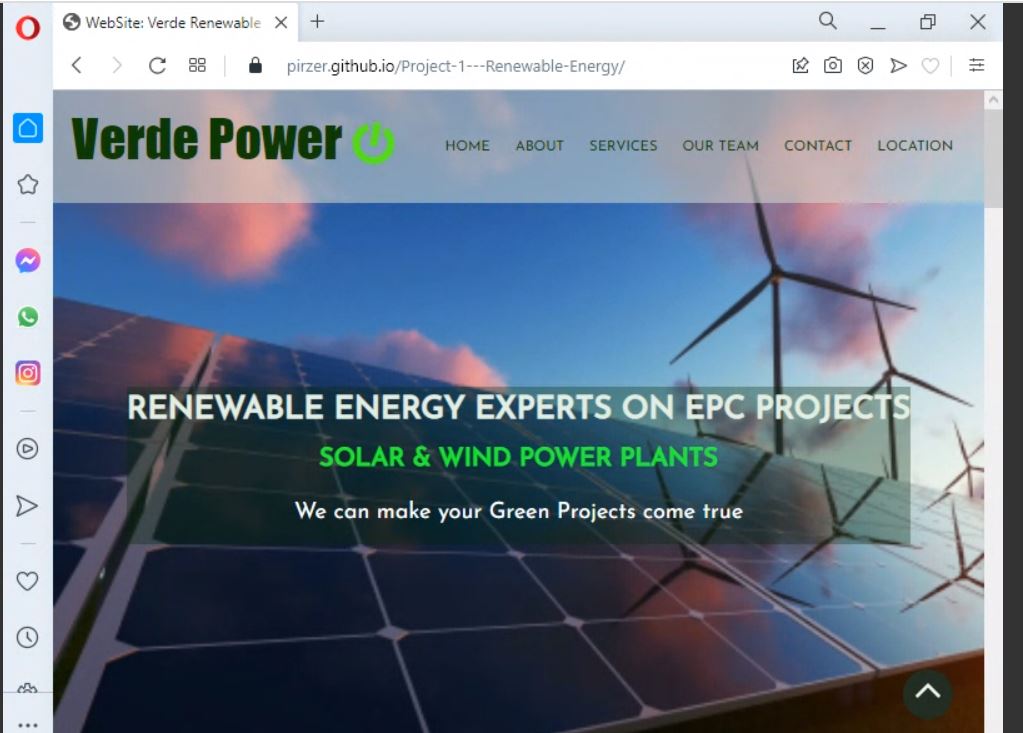 WebSite: Verde Renewable
pirzer.github.io/Project-1---Renewable-Energy/
Verde Power
HOME ABOUT SERVICES OUR TEAM CONTACT LOCATION
RENEWABLE ENERGY EXPERTS ON EPC PROJECTS
SOLAR & WIND POWER PLANTS
We can make your Green Projects come true